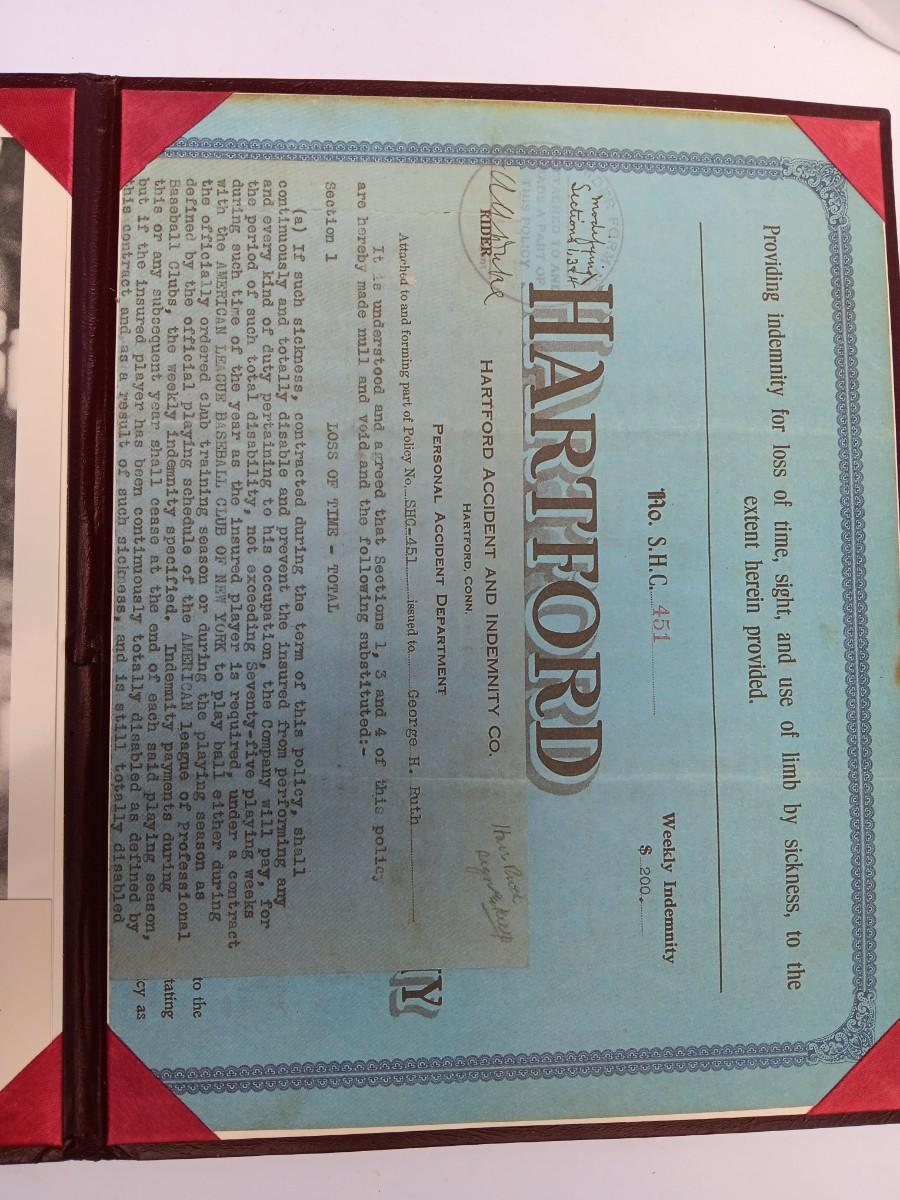 Providing indemnity for loss of time, sight, and use of limb by sickness, to the
extent herein provided.
No. S.H.C. 451
Weekly Indemnity
$ 200.
HARTFORD
Modifying
Sections 1, 3 & 4
THIS POLICY
RIDER
HARTFORD ACCIDENT AND INDEMNITY CO.
HARTFORD, CONN.
PERSONAL ACCIDENT DEPARTMENT
Attached to and forming part of Policy No. SHC-451 issued to George H. Ruth
It is understood and agreed that Sections 1, 3 and 4 of this policy
are hereby made null and void and the following substituted:-
Section 1 LOSS OF TIME - TOTAL
(a) If such sickness, contracted during the term of this policy, shall
continuously and totally disable and prevent the insured from performing any
and every kind of duty pertaining to his occupation, the Company will pay, for
the period of such total disability, not exceeding Seventy-five playing weeks
during such time of the year as the insured player is required, under a contract
with the AMERICAN LEAGUE BASEBALL CLUB OF NEW YORK to play ball either during
the officially ordered club training season or during the playing season as
defined by the official playing schedule of the AMERICAN league of Professional
Baseball Clubs, the weekly indemnity specified. Indemnity payments during
this or any subsequent year shall cease at the end of each said playing season,
but if the insured player has been continuously totally disabled as defined by
this contract and as a result of such sickness, and is still totally disabled
Y
to the
tating
cy as